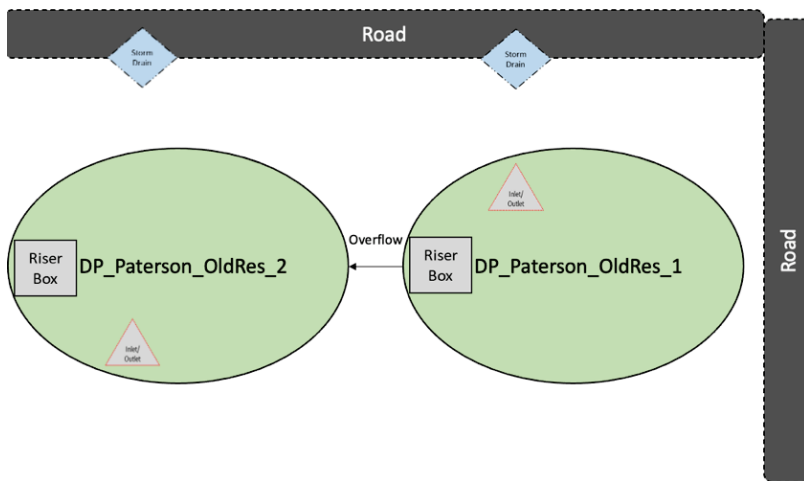 Road
Storm
Drain
Storm
Drain
Road
Inlet/
Outlet
Overflow
Riser
Box
DP_Paterson_OldRes_2
Riser
Box
DP_Paterson_OldRes_1
Inlet/
Outlet